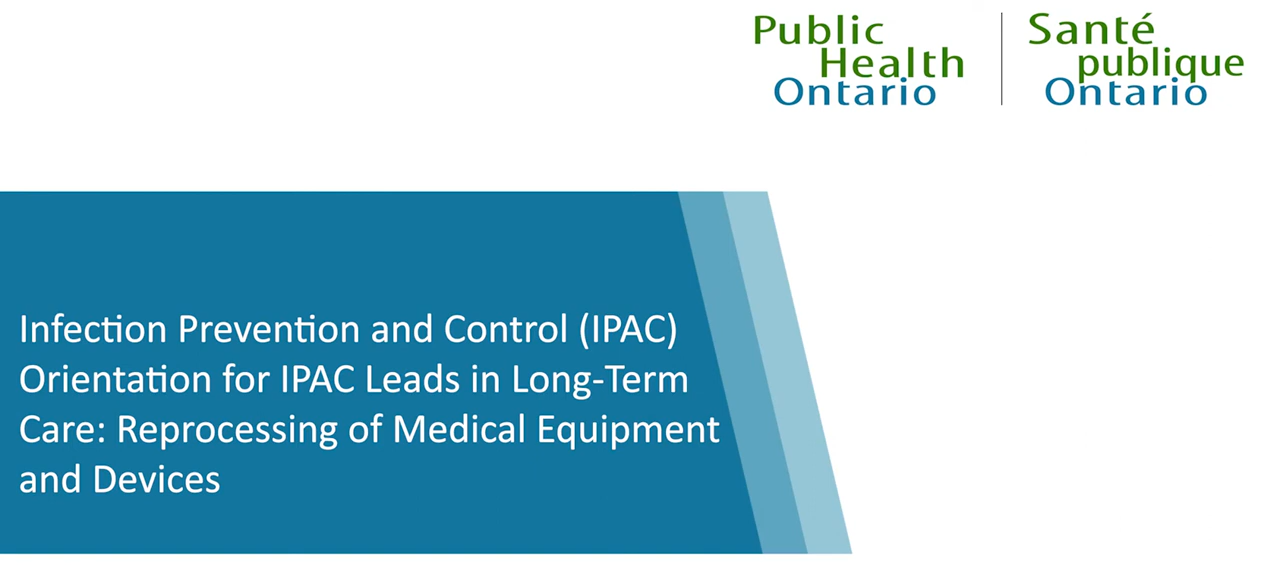 Public
Health
Ontario
Santé
publique
Ontario
Infection Prevention and Control (IPAC)
Orientation for IPAC Leads in Long-Term
Care: Reprocessing of Medical Equipment
and Devices